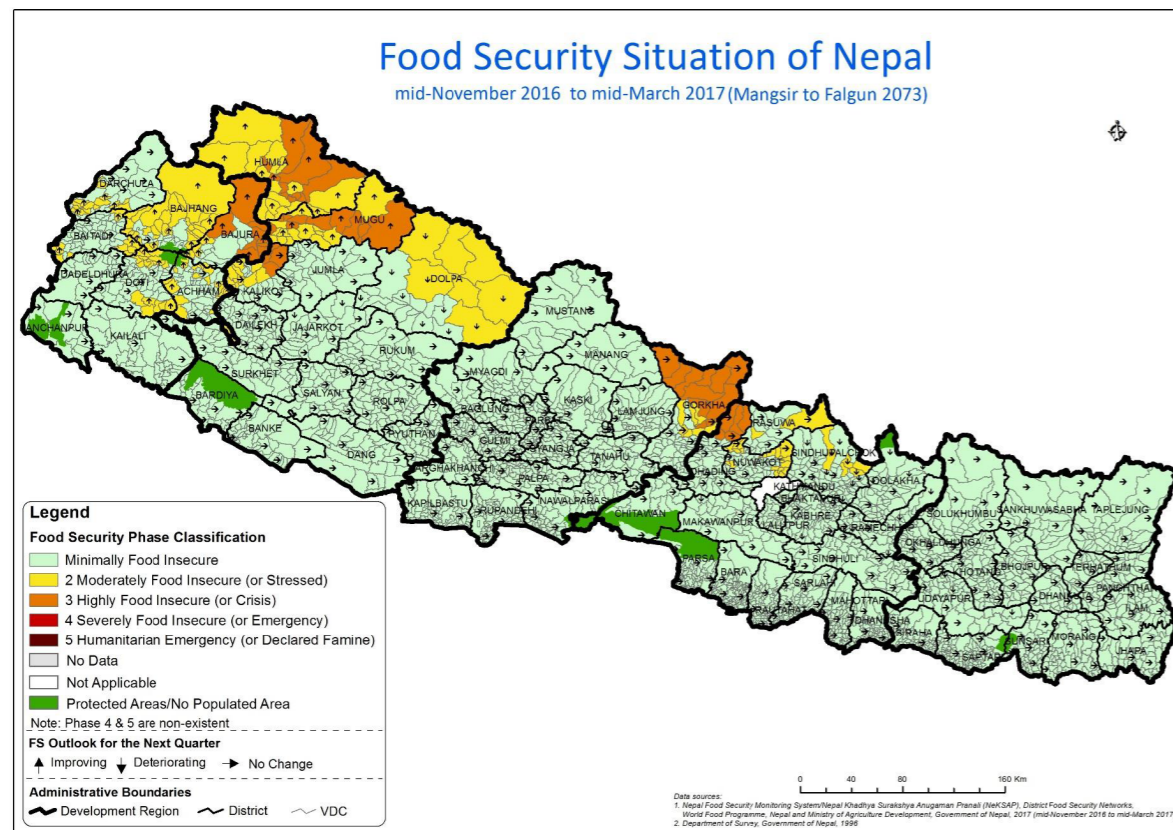 Food Security Situation of Nepal
mid-November 2016 to mid-March 2017 (Mangsir to Falgun 2073)
HUMLA
DARCHULA
BAJHANG
MUGU
BAJURA
BAITADI
JUMLA
DOLPA
DADELDHURA
DOTI
ACHHAM
KALIKOT
MUSTANG
ANCHANPUR
KAILALI
DAILEKH
JAJARKOT
RUKUM
MANANG
MYAGDI
SURKHET
BARDIYA
SALYAN
ROLPA
BAGLUNG
KASKI
LAMJUNG
GORKHA
RASUWA
BANKE
PYUTHAN
GULMI
TANAHU
DHADING
NUWAKOT
SINDHUPALCHOK
DANG
ARGHAKHANCHI
PALPA
KATHMANDU
BHAKTAPUR
DOLAKHA
KAPILBASTU
RUPANDEHI
NAWALPARASI
CHITAWAN
MAKAWANPUR
LALITPUR
KABHRE
RAMECHHAP
SOLUKHUMBU
SANKHUWASABHA
TAPLEJUNG
PARSA
BARA
SINDHULI
OKHALDHUNGA
KHOTANG
BHOJPUR
TERHATHUM
RAUTAHAT
SARLAHI
MAHOTTARI
DHANUSHA
SIRAHA
UDAYAPUR
DHANKUTA
PANCHTHAR
ILAM
SAPTARI
SUNSARI
MORANG
JHAPA
Legend
Food Security Phase Classification
Minimally Food Insecure
2 Moderately Food Insecure (or Stressed)
3 Highly Food Insecure (or Crisis)
4 Severely Food Insecure (or Emergency)
5 Humanitarian Emergency (or Declared Famine)
No Data
Not Applicable
Protected Areas/No Populated Area
Note: Phase 4 & 5 are non-existent
FS Outlook for the Next Quarter
Improving Deteriorating No Change
Administrative Boundaries
Development Region District VDC
0 40 80 160 Km
Data sources:
1. Nepal Food Security Monitoring System/Nepal Khadhya Surakshya Anugaman Pranali (NeKSAP), District Food Security Networks,
World Food Programme, Nepal and Ministry of Agriculture Development, Government of Nepal, 2017 (mid-November 2016 to mid-March 2017
2. Department of Survey, Government of Nepal, 1996